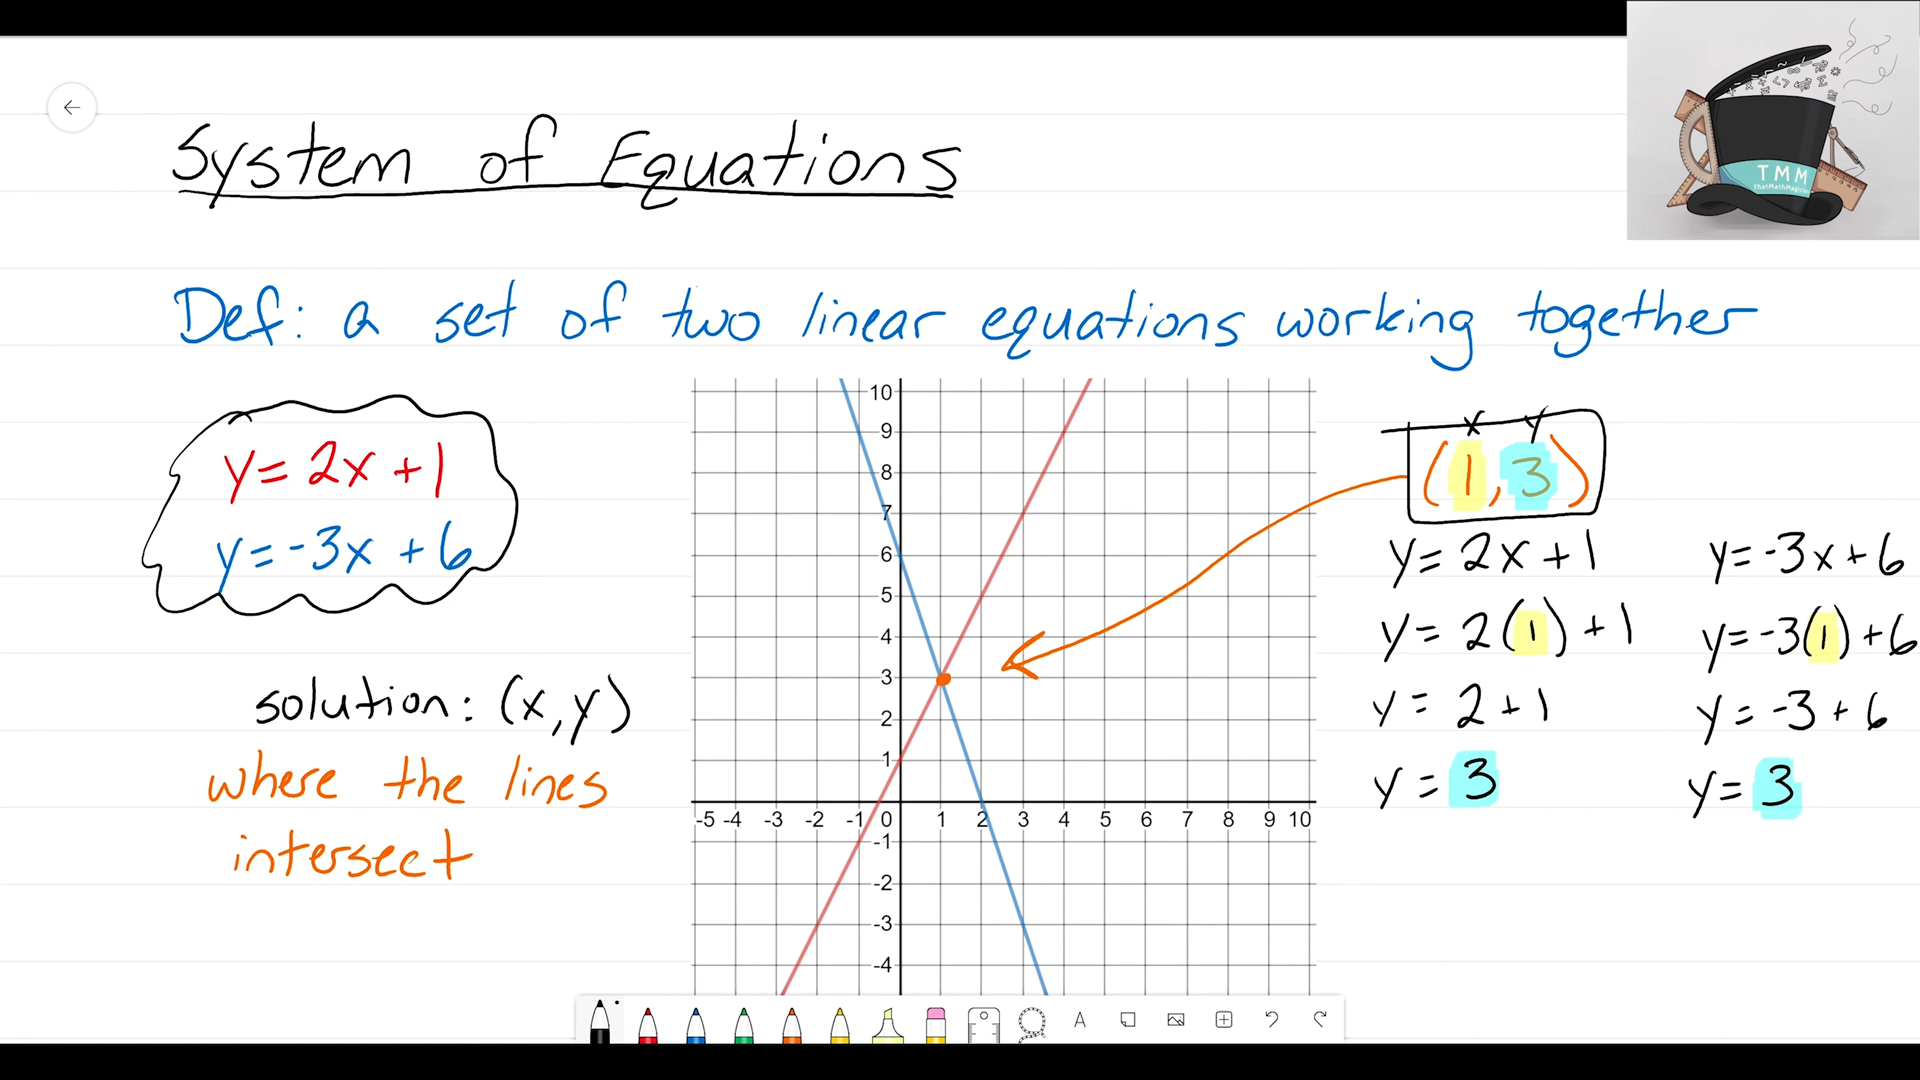 System of Equations
TMM
ThatMathMagician
Def: a set of two linear equations working together
y = 2x + 1
y = -3x + 6
solution: (x,y)
where the lines
intersect
10
9
8
7
6
5
4
3
2
1
-5 -4 -3 -2 -1 0 1 2 3 4 5 6 7 8 9 10
-1
-2
-3
-4
x y
(1,3)
y = 2x + 1
y = 2(1) + 1
y = 2 + 1
y = 3
y = -3x + 6
y = -3(1) + 6
y = -3 + 6
y = 3
A